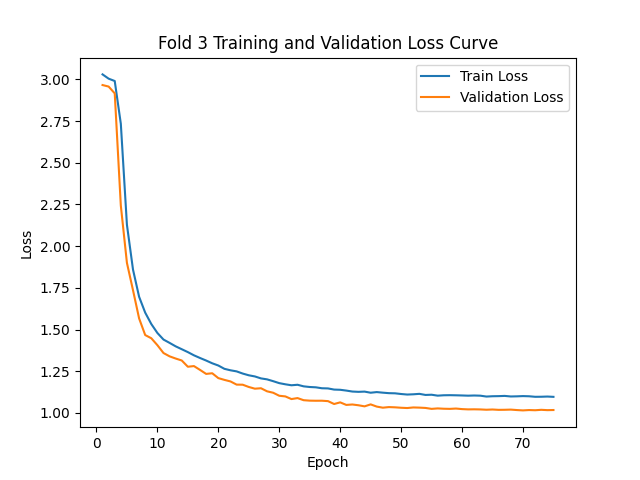 Fold 3 Training and Validation Loss Curve
Train Loss
Validation Loss
3.00
2.75
2.50
2.25
2.00
1.75
1.50
1.25
1.00
Loss
0 10 20 30 40 50 60 70
Epoch